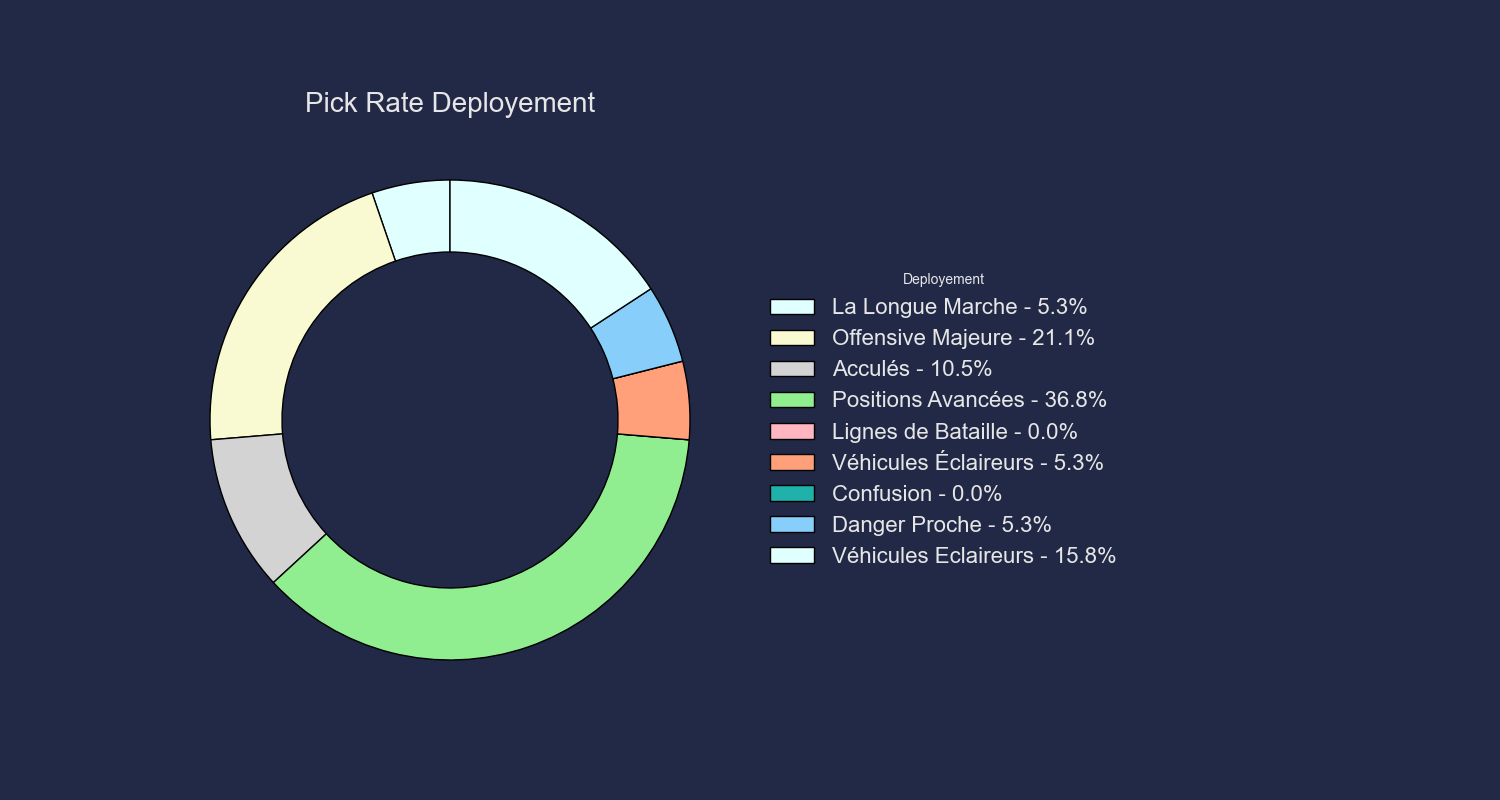 Pick Rate Deployement
Deployement
La Longue Marche - 5.3%
Offensive Majeure - 21.1%
Acculés - 10.5%
Positions Avancées - 36.8%
Lignes de Bataille - 0.0%
Véhicules Éclaireurs - 5.3%
Confusion - 0.0%
Danger Proche - 5.3%
Véhicules Eclaireurs - 15.8%